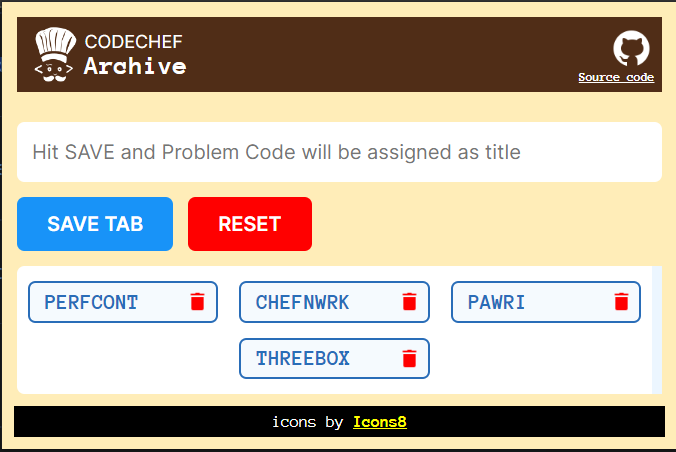 CODECHEF
Archive
Source code
Hit SAVE and Problem Code will be assigned as title
SAVE TAB
RESET
PERFCONT
CHEFNWRK
PAWRI
THREEBOX
icons by Icons8